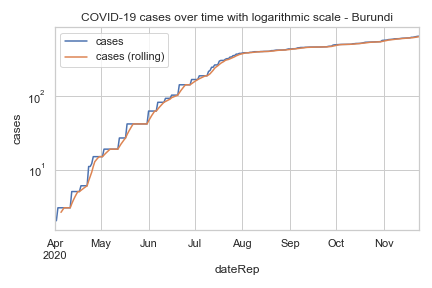 COVID-19 cases over time with logarithmic scale - Burundi
cases
cases (rolling)
10²
10¹
cases
Apr May Jun Jul Aug Sep Oct Nov
2020
dateRep